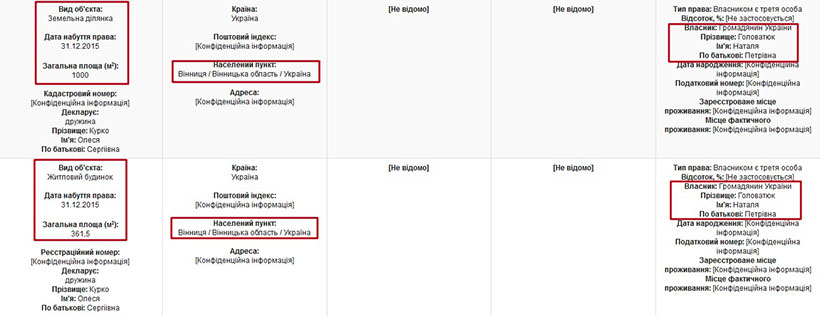 Вид об'єкта:
Земельна ділянка
Дата набуття права:
31.12.2015
Загальна площа (м²):
1000
Кадастровий номер:
[Конфіденційна інформація]
Декларує:
дружина
Прізвище: Курко
Ім'я: Олеся
По батькові: Сергіївна
Країна:
Україна
Поштовий індекс:
[Конфіденційна інформація]
Населений пункт:
Вінниця / Вінницька область / Україна
Адреса:
[Конфіденційна інформація]
[Не відомо]
[Не відомо]
Тип права: Власником є третя особа
Відсоток, %: [Не застосовується]
Власник: Громадянин України
Прізвище: Головатюк
Ім'я: Наталя
По батькові: Петрівна
Дата народження: [Конфіденційна
інформація]
Податковий номер: [Конфіденційна
інформація]
Зареєстроване місце
проживання: [Конфіденційна інформація]
Місце фактичного
проживання: [Конфіденційна інформація]
Вид об'єкта:
Житловий будинок
Дата набуття права:
31.12.2015
Загальна площа (м²):
361,5
Реєстраційний номер:
[Конфіденційна інформація]
Декларує:
дружина
Прізвище: Курко
Ім'я: Олеся
По батькові: Сергіївна
Країна:
Україна
Поштовий індекс:
[Конфіденційна інформація]
Населений пункт:
Вінниця / Вінницька область / Україна
Адреса:
[Конфіденційна інформація]
[Не відомо]
[Не відомо]
Тип права: Власником є третя особа
Відсоток, %: [Не застосовується]
Власник: Громадянин України
Прізвище: Головатюк
Ім'я: Наталя
По батькові: Петрівна
Дата народження: [Конфіденційна
інформація]
Податковий номер: [Конфіденційна
інформація]
Зареєстроване місце
проживання: [Конфіденційна інформація]
Місце фактичного
проживання: [Конфіденційна інформація]